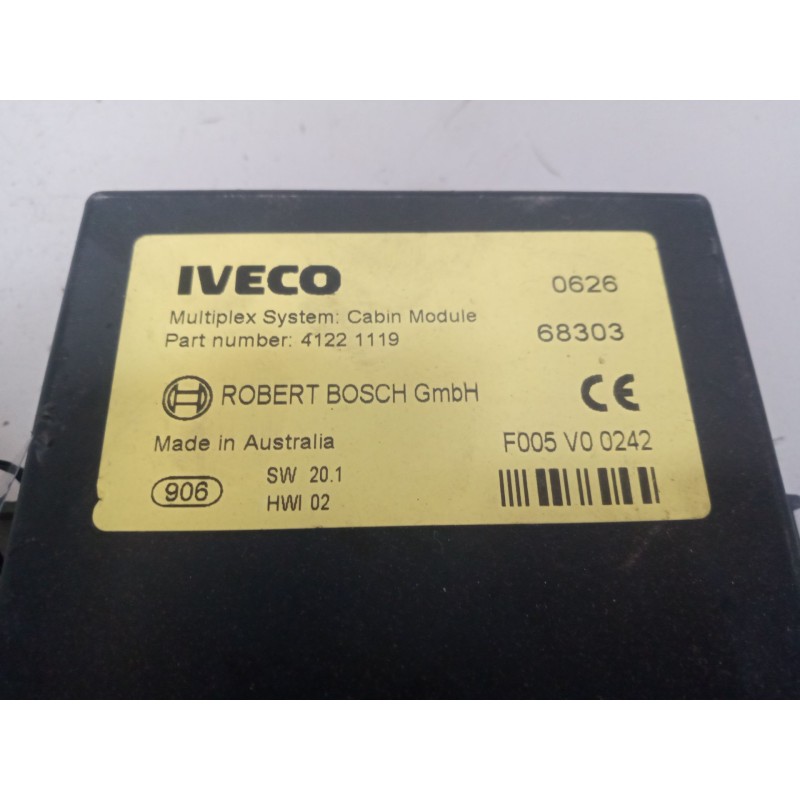 IVECO 0626
Multiplex System: Cabin Module
Part number: 4122 1119 68303
ROBERT BOSCH GmbH CE
Made in Australia F005 V0 0242
906 SW 20.1
HWI 02